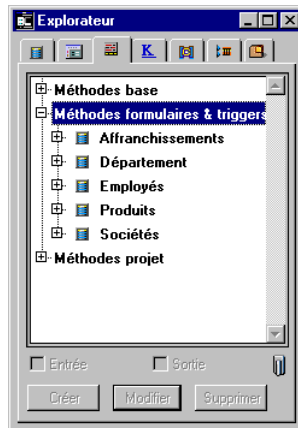 Explorateur
K
Méthodes base
Méthodes formulaires & triggers
Affranchissements
Département
Employés
Produits
Sociétés
Méthodes projet
Entrée Sortie
Créer Modifier Supprimer